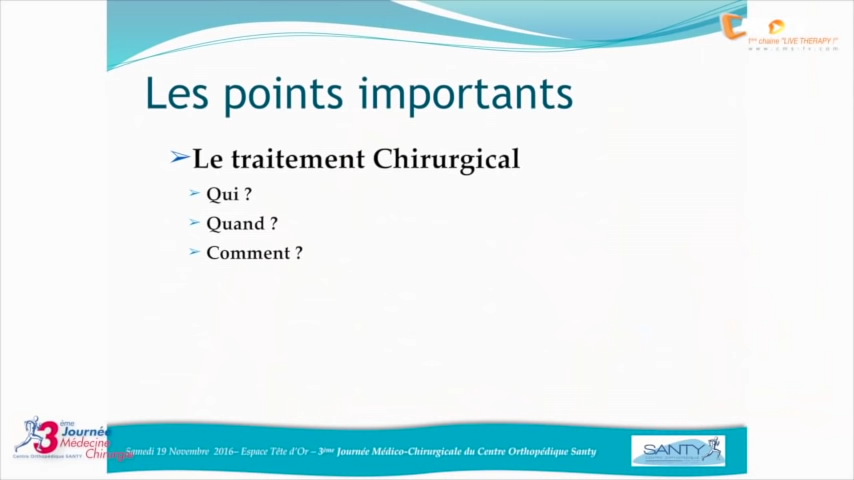 1ère chaîne "LIVE THERAPY !"
www.cms-tv.com
Les points importants
➢Le traitement Chirurgical
➢ Qui ?
➢ Quand ?
➢ Comment ?
3ème Journée
Médecine
Chirurgie
Centre Orthopédique SANTY
Samedi 19 Novembre 2016– Espace Tête d'Or – 3ème Journée Médico-Chirurgicale du Centre Orthopédique Santy
SANTY